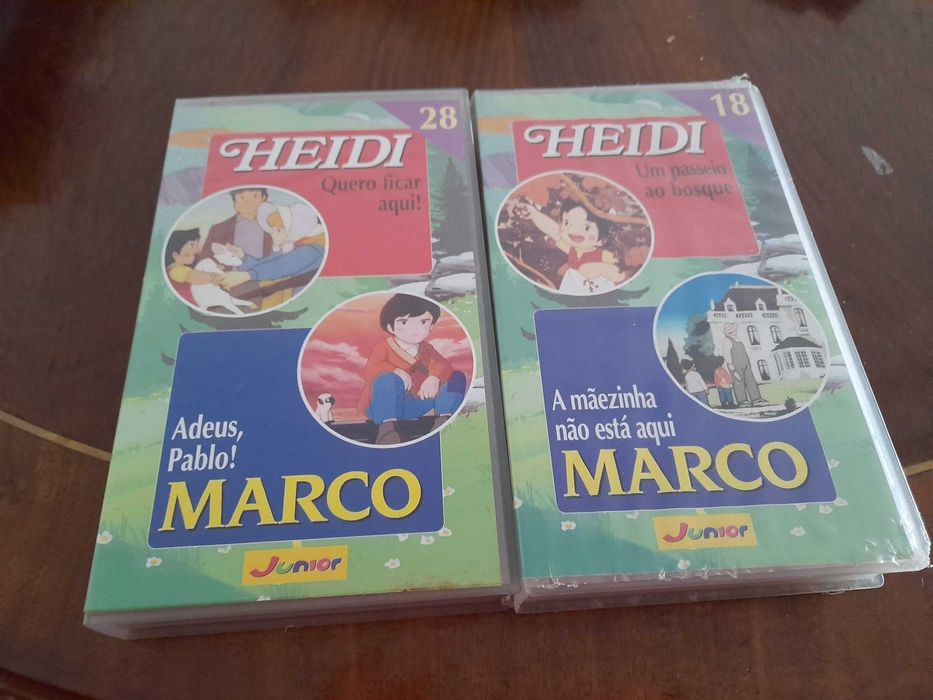 28
HEIDI
Quero ficar
aqui!
Adeus,
Pablo!
MARCO
Junior
18
HEIDI
Um passeio
ao bosque
A mãezinha
não está aqui
MARCO
Junior